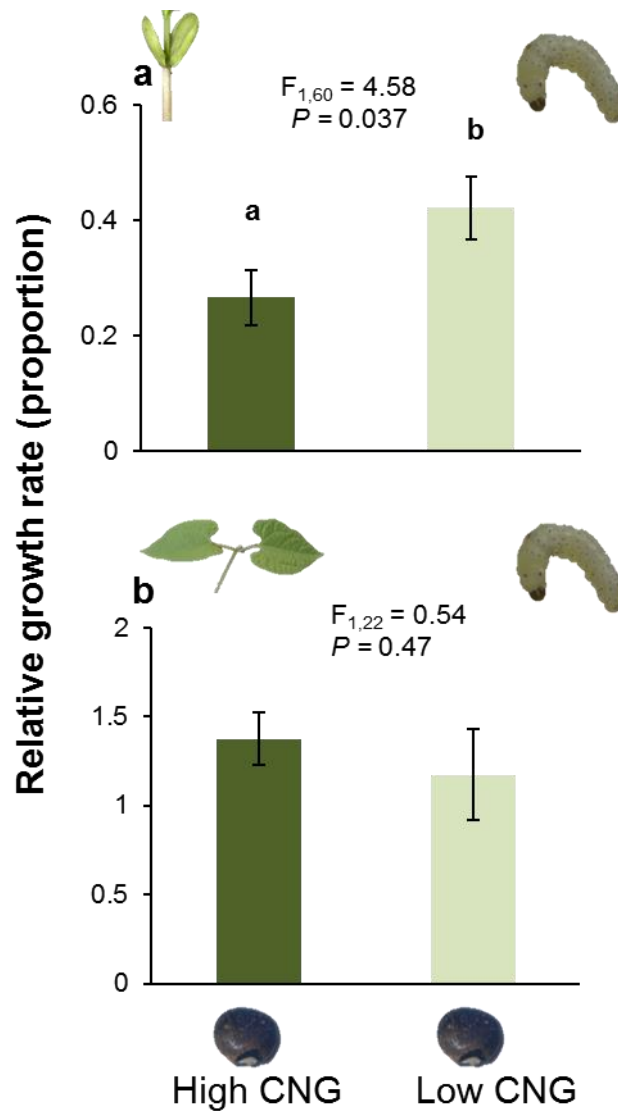 Relative growth rate (proportion)
a
F1,60 = 4.58
P = 0.037
0.6
0.4
0.2
0
a
b
b
F1,22 = 0.54
P = 0.47
2
1.5
1
0.5
0
High CNG
Low CNG